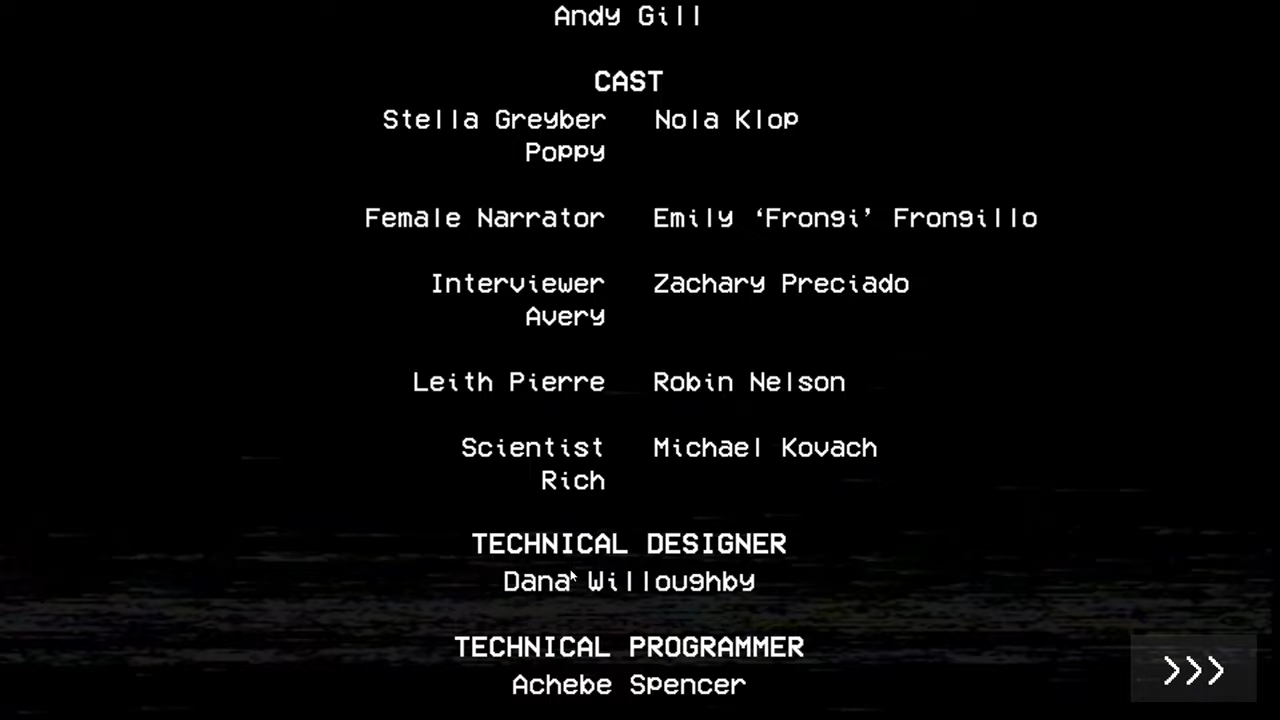 Andy Gill
CAST
Stella Greyber Nola Klop
Poppy
Female Narrator Emily ‘Frongi’ Frongillo
Interviewer Zachary Preciado
Avery
Leith Pierre Robin Nelson
Scientist Michael Kovach
Rich
TECHNICAL DESIGNER
Dana Willoughby
TECHNICAL PROGRAMMER
Achebe Spencer
>>>